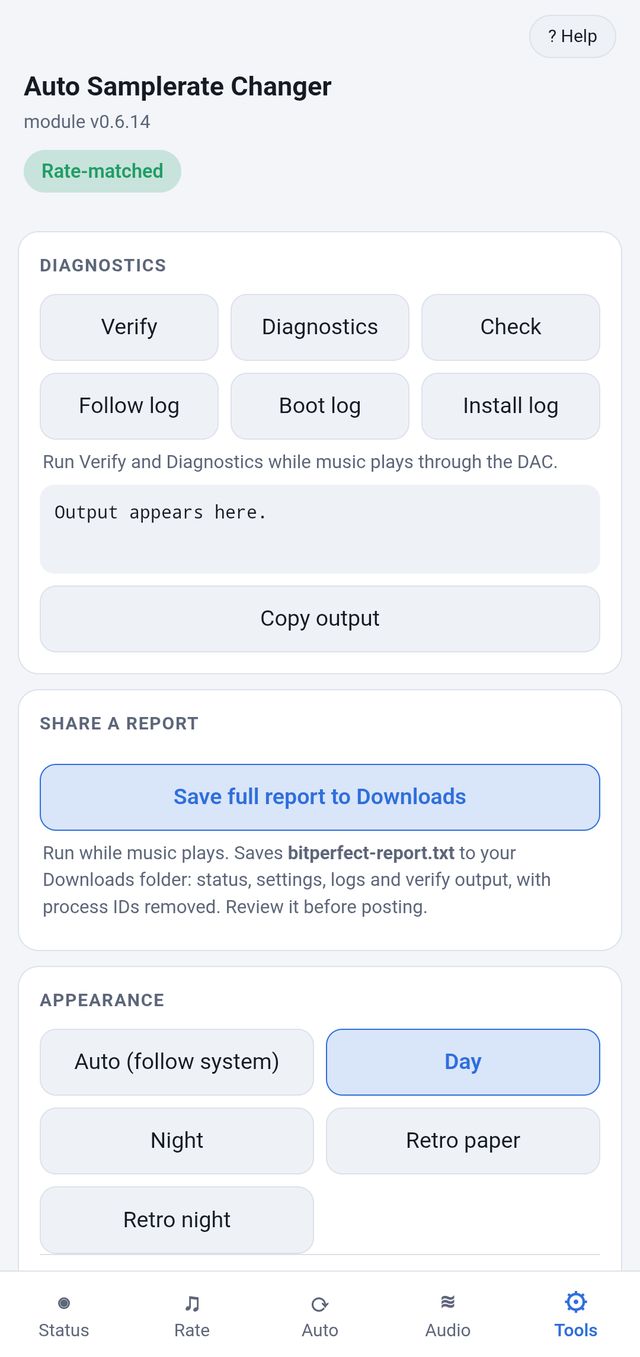 ? Help
Auto Samplerate Changer
module v0.6.14
Rate-matched
DIAGNOSTICS
Verify
Diagnostics
Check
Follow log
Boot log
Install log
Run Verify and Diagnostics while music plays through the DAC.
Output appears here.
Copy output
SHARE A REPORT
Save full report to Downloads
Run while music plays. Saves bitperfect-report.txt to your
Downloads folder: status, settings, logs and verify output, with
process IDs removed. Review it before posting.
APPEARANCE
Auto (follow system)
Day
Night
Retro paper
Retro night
Status
Rate
Auto
Audio
Tools